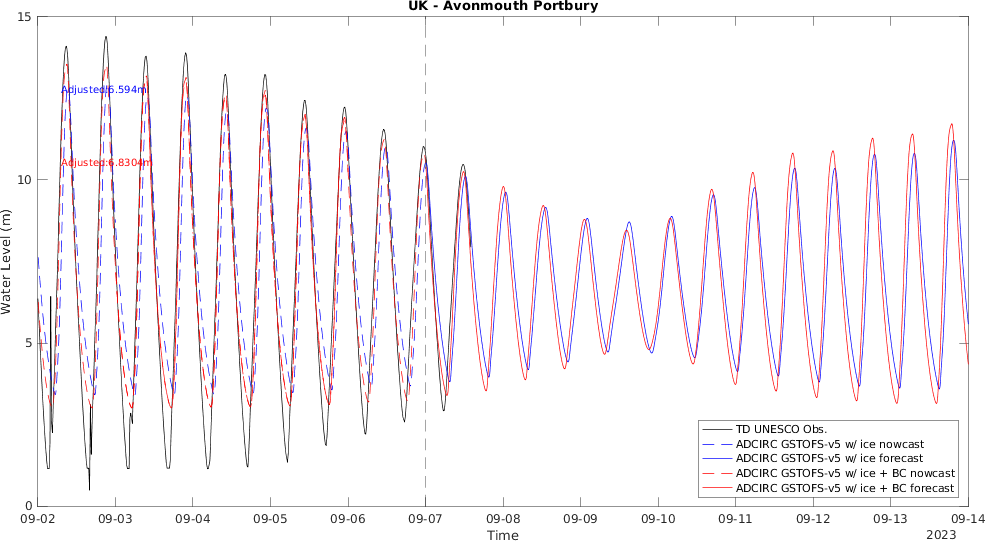 UK - Avonmouth Portbury
15
10
5
0
Water Level (m)
Adjusted:6.594m
Adjusted:6.8304m
TD UNESCO Obs.
ADCIRC GSTOFS-v5 w/ ice nowcast
ADCIRC GSTOFS-v5 w/ ice forecast
ADCIRC GSTOFS-v5 w/ ice + BC nowcast
ADCIRC GSTOFS-v5 w/ ice + BC forecast
09-02 09-03 09-04 09-05 09-06 09-07 09-08 09-09 09-10 09-11 09-12 09-13 09-14
Time
2023